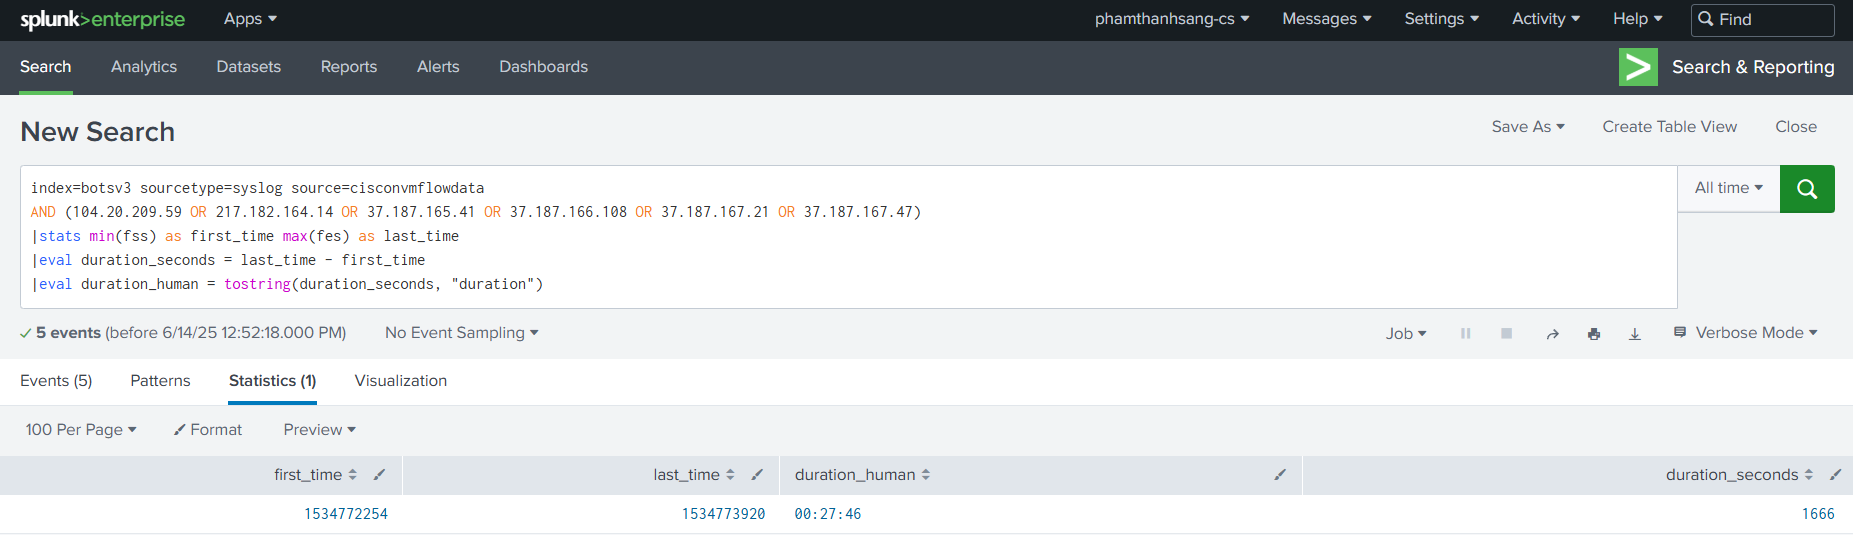 splunk>enterprise Apps phamthanhsang-cs Messages Settings Activity Help Find
Search Analytics Datasets Reports Alerts Dashboards Search & Reporting
New Search Save As Create Table View Close
index=botsv3 sourcetype=syslog source=cisconvmflowdata All time
AND (104.20.209.59 OR 217.182.164.14 OR 37.187.165.41 OR 37.187.166.108 OR 37.187.167.21 OR 37.187.167.47)
|stats min(fss) as first_time max(fes) as last_time
|eval duration_seconds = last_time - first_time
|eval duration_human = tostring(duration_seconds, "duration")
5 events (before 6/14/25 12:52:18.000 PM) No Event Sampling Job Verbose Mode
Events (5) Patterns Statistics (1) Visualization
100 Per Page Format Preview
first_time last_time duration_human duration_seconds
1534772254 1534773920 00:27:46 1666